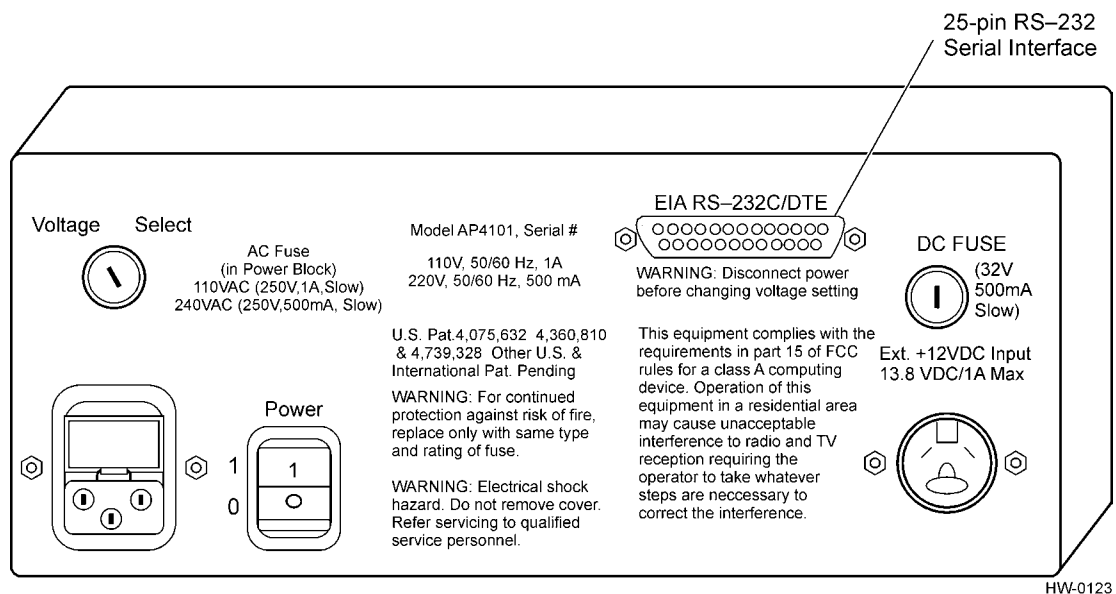 25-pin RS–232
Serial Interface
Voltage Select
AC Fuse
(in Power Block)
110VAC (250V,1A,Slow)
240VAC (250V,500mA, Slow)
Model AP4101, Serial #
110V, 50/60 Hz, 1A
220V, 50/60 Hz, 500 mA
EIA RS–232C/DTE
WARNING: Disconnect power
before changing voltage setting
DC FUSE
(32V
500mA
Slow)
U.S. Pat.4,075,632 4,360,810
& 4,739,328 Other U.S. &
International Pat. Pending
WARNING: For continued
protection against risk of fire,
replace only with same type
and rating of fuse.
WARNING: Electrical shock
hazard. Do not remove cover.
Refer servicing to qualified
service personnel.
This equipment complies with the
requirements in part 15 of FCC
rules for a class A computing
device. Operation of this
equipment in a residential area
may cause unacceptable
interference to radio and TV
reception requiring the
operator to take whatever
steps are neccessary to
correct the interference.
Ext. +12VDC Input
13.8 VDC/1A Max
Power
1
1
0
HW-0123